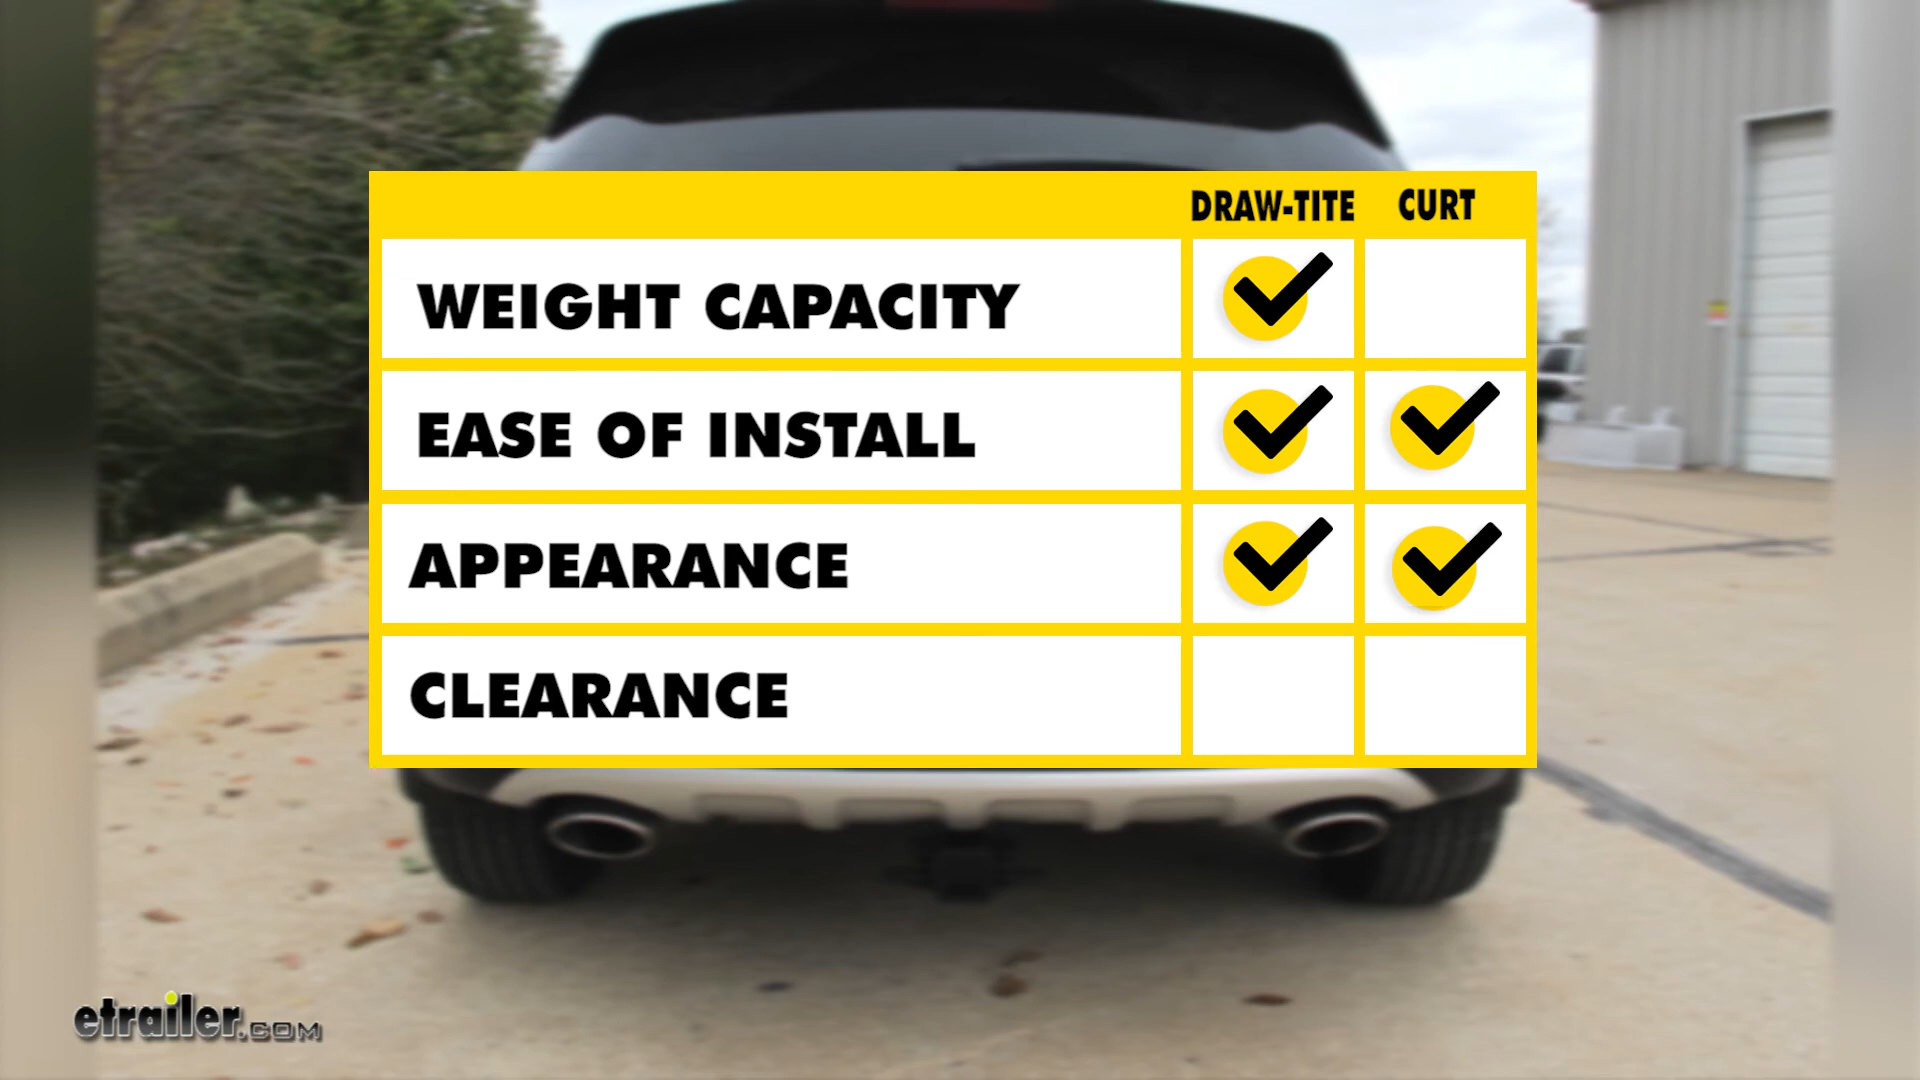 DRAW-TITE CURT
WEIGHT CAPACITY
EASE OF INSTALL
APPEARANCE
CLEARANCE
etrailer.com